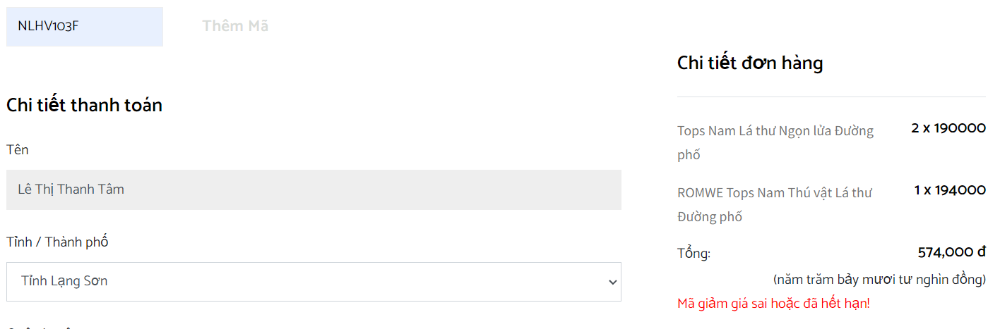 NLHV103F
Thêm Mã
Chi tiết thanh toán
Tên
Lê Thị Thanh Tâm
Tỉnh / Thành phố
Tỉnh Lạng Sơn
Chi tiết đơn hàng
Tops Nam Lá thư Ngọn lửa Đường
phố
2 x 190000
ROMWE Tops Nam Thú vật Lá thư
Đường phố
1 x 194000
Tổng:
574,000 đ
(năm trăm bảy mươi tư nghìn đồng)
Mã giảm giá sai hoặc đã hết hạn!